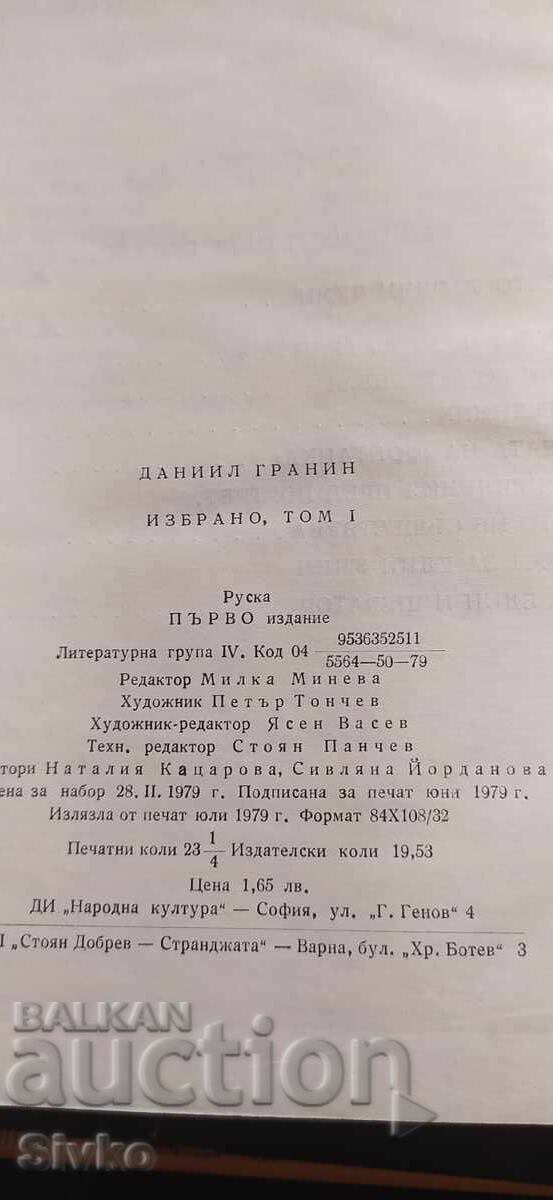 ДАНИИЛ ГРАНИН
ИЗБРАНО, ТОМ I
Руска
ПЪРВО издание
Литературна група IV. Код 04 9536352511/5564—50—79
Редактор Милка Минева
Художник Петър Тончев
Художник-редактор Ясен Васев
Техн. редактор Стоян Панчев
тори Наталия Кацарова, Сивляна Йорданова
ена за набор 28. II. 1979 г. Подписана за печат юни 1979 г.
Излязла от печат юли 1979 г. Формат 84X108/32
Печатни коли 23 1/4 Издателски коли 19,53
Цена 1,65 лв.
ДИ „Народна култура“ — София, ул. „Г. Генов“ 4
„Стоян Добрев — Странджата“ — Варна, бул. „Хр. Ботев“ 3
BALKAN
auction
Sivko